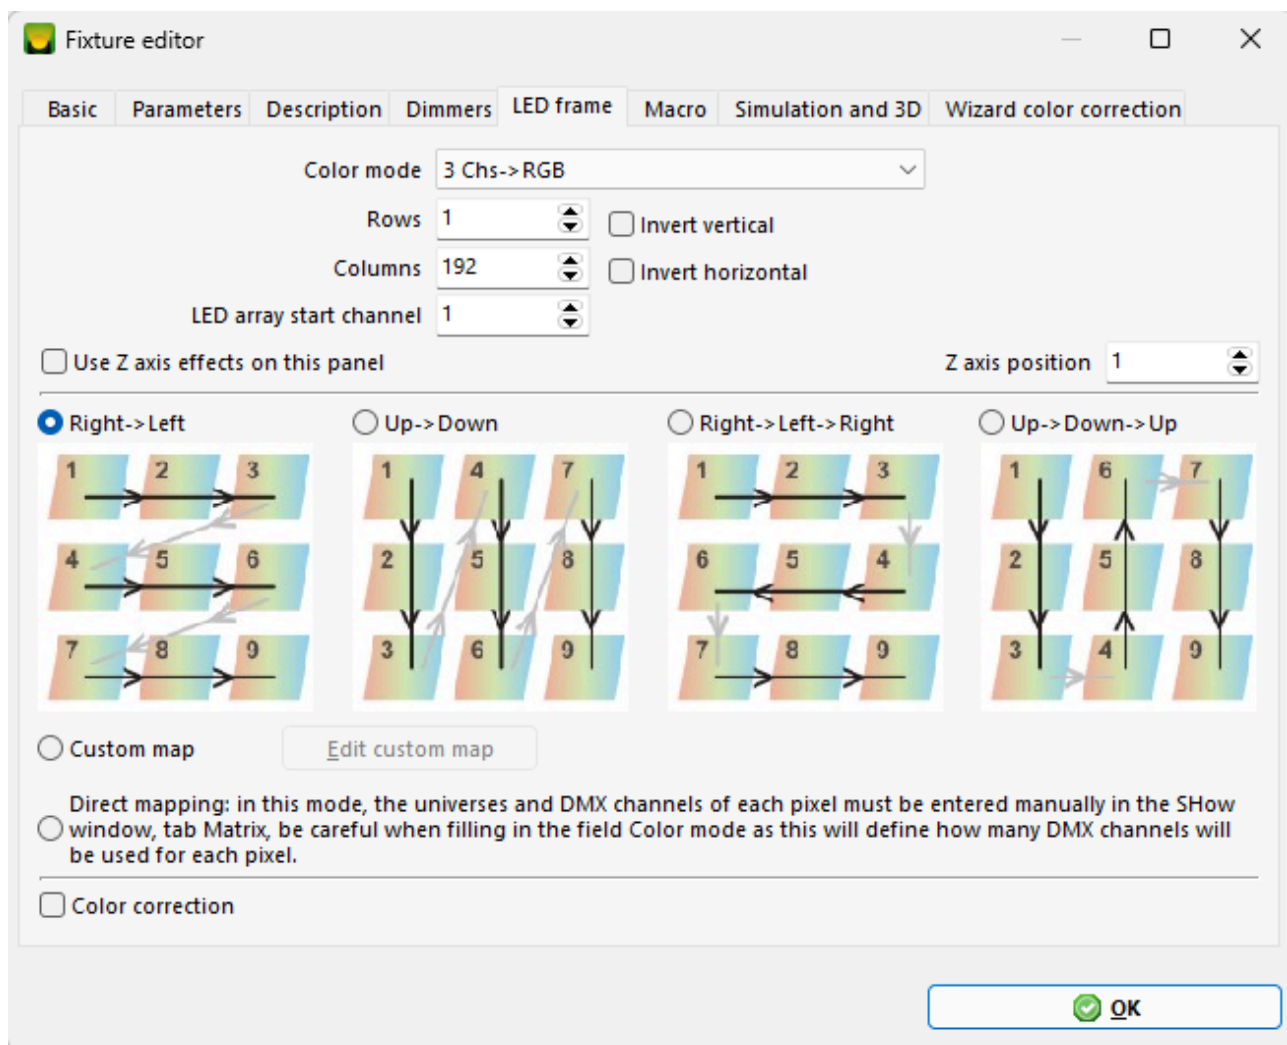 Fixture editor
Basic Parameters Description Dimmers LED frame Macro Simulation and 3D Wizard color correction
Color mode 3 Chs->RGB
Rows 1 Invert vertical
Columns 192 Invert horizontal
LED array start channel 1
Use Z axis effects on this panel Z axis position 1
Right->Left Up->Down Right->Left->Right Up->Down->Up
1 2 3 1 4 7 1 2 3 1 6 7
4 5 6 2 5 8 6 5 4 2 5 8
7 8 9 3 6 9 7 8 9 3 4 9
Custom map Edit custom map
Direct mapping: in this mode, the universes and DMX channels of each pixel must be entered manually in the SHow
window, tab Matrix, be careful when filling in the field Color mode as this will define how many DMX channels will
be used for each pixel.
Color correction
OK